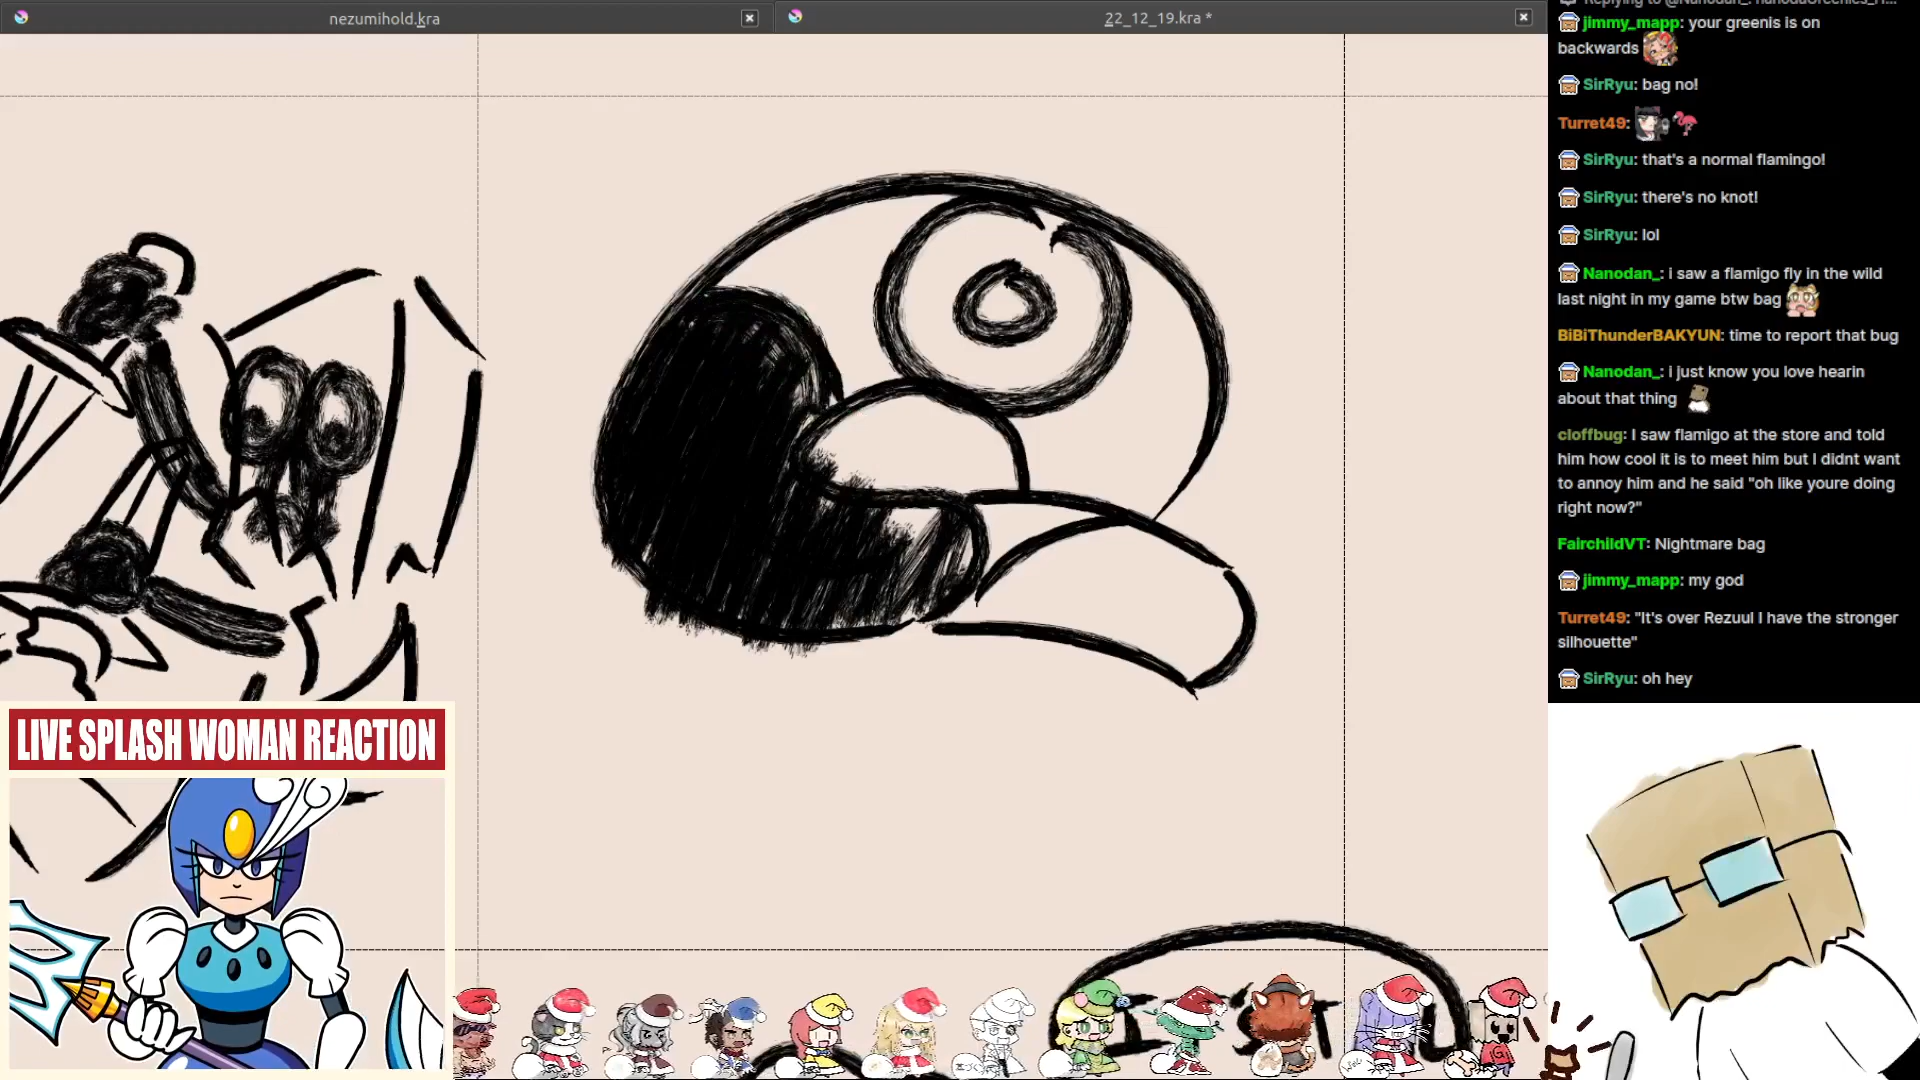 nezumihold.kra
22_12_19.kra *
jimmy_mapp: your greenis is on
backwards
SirRyu: bag no!
Turret49:
SirRyu: that's a normal flamingo!
SirRyu: there's no knot!
SirRyu: lol
Nanodan_: i saw a flamigo fly in the wild
last night in my game btw bag
BiBiThunderBAKYUN: time to report that bug
Nanodan_: i just know you love hearin
about that thing
cloffbug: I saw flamigo at the store and told
him how cool it is to meet him but I didnt want
to annoy him and he said "oh like youre doing
right now?"
FairchildVT: Nightmare bag
jimmy_mapp: my god
Turret49: "It's over Rezuul I have the stronger
silhouette"
SirRyu: oh hey
LIVE SPLASH WOMAN REACTION